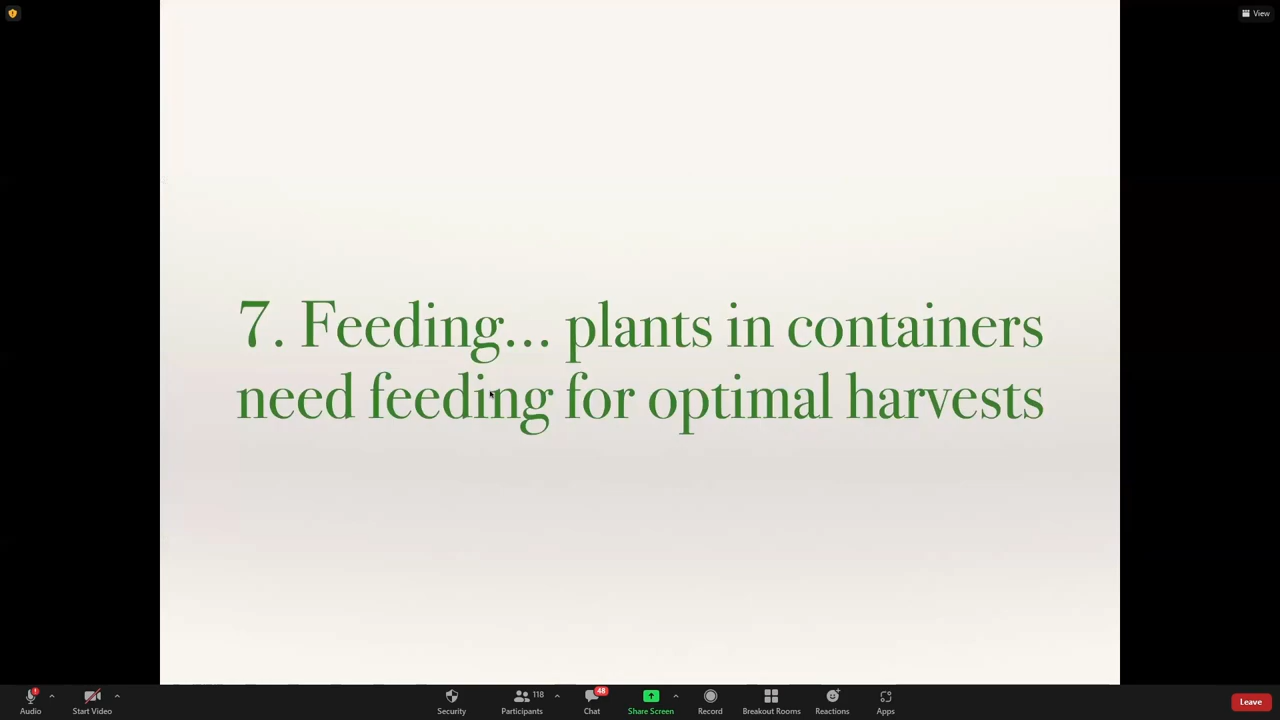 View
7. Feeding... plants in containers
need feeding for optimal harvests
118
48
Audio
Start Video
Security
Participants
Chat
Share Screen
Record
Breakout Rooms
Reactions
Apps
Leave